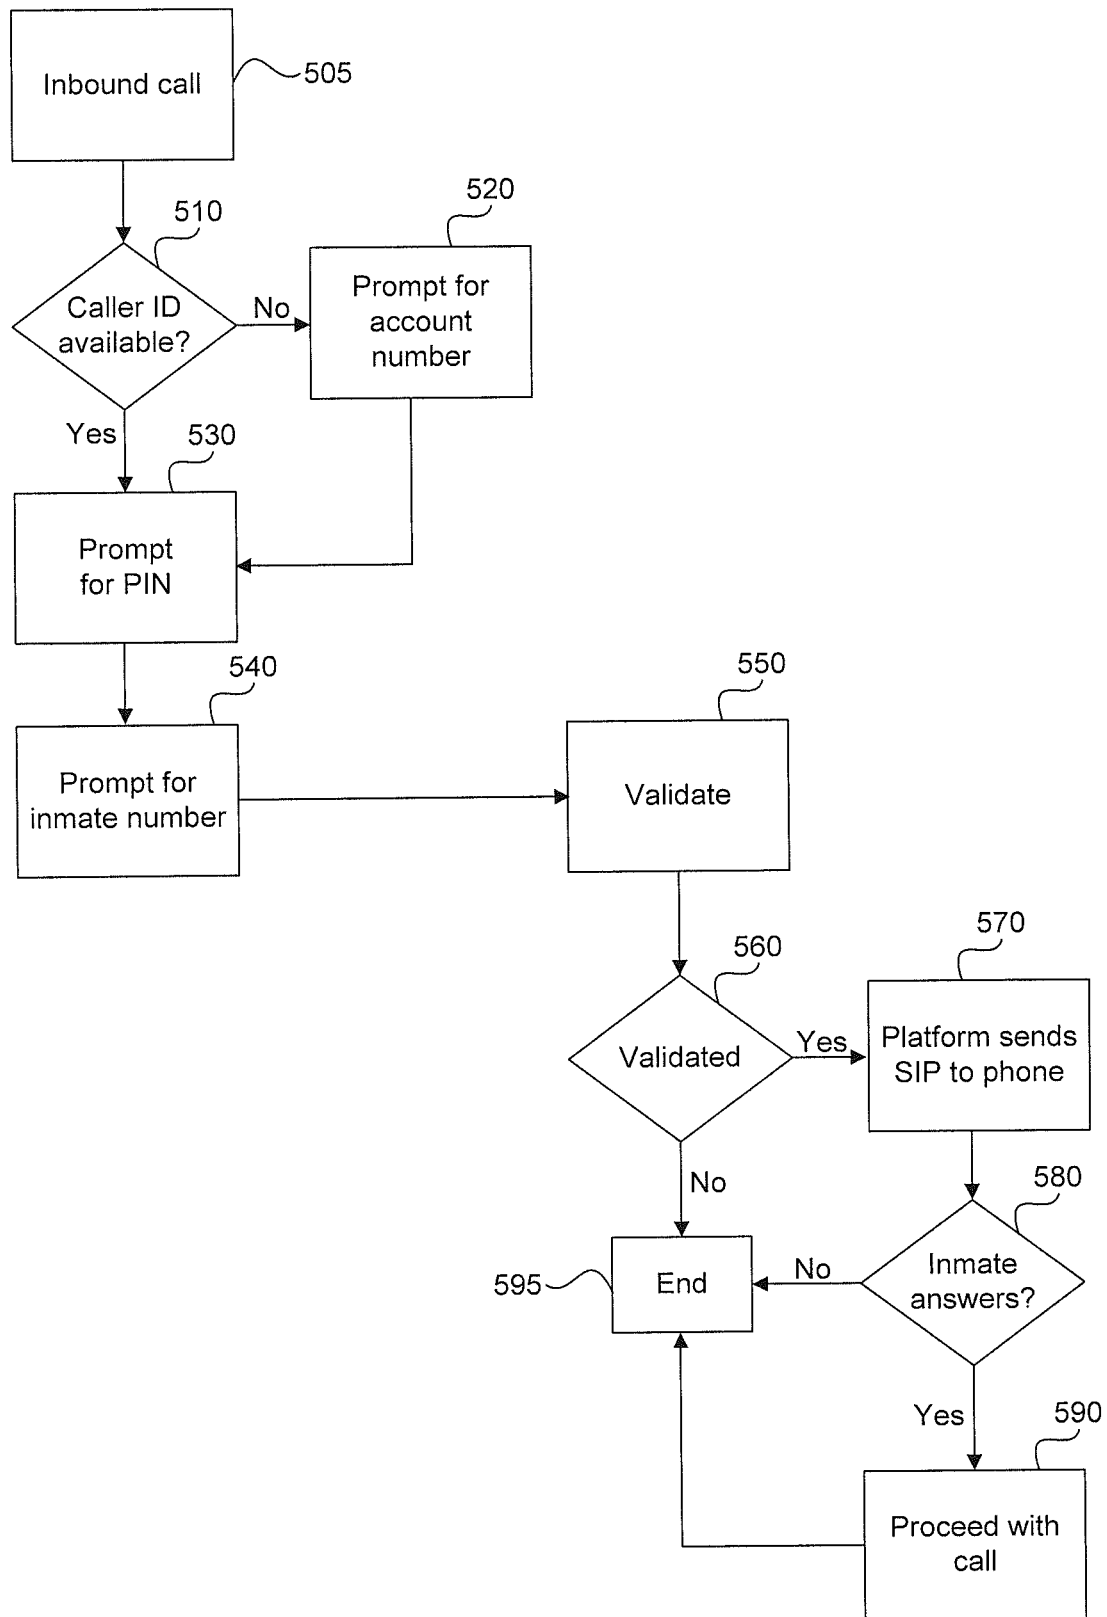 Inbound call
505
510
520
Caller ID
available?
No
Prompt for
account
number
Yes
530
Prompt
for PIN
540
550
Prompt for
inmate number
Validate
560
570
Validated
Yes
Platform sends
SIP to phone
No
580
595
End
No
Inmate
answers?
Yes
590
Proceed with
call